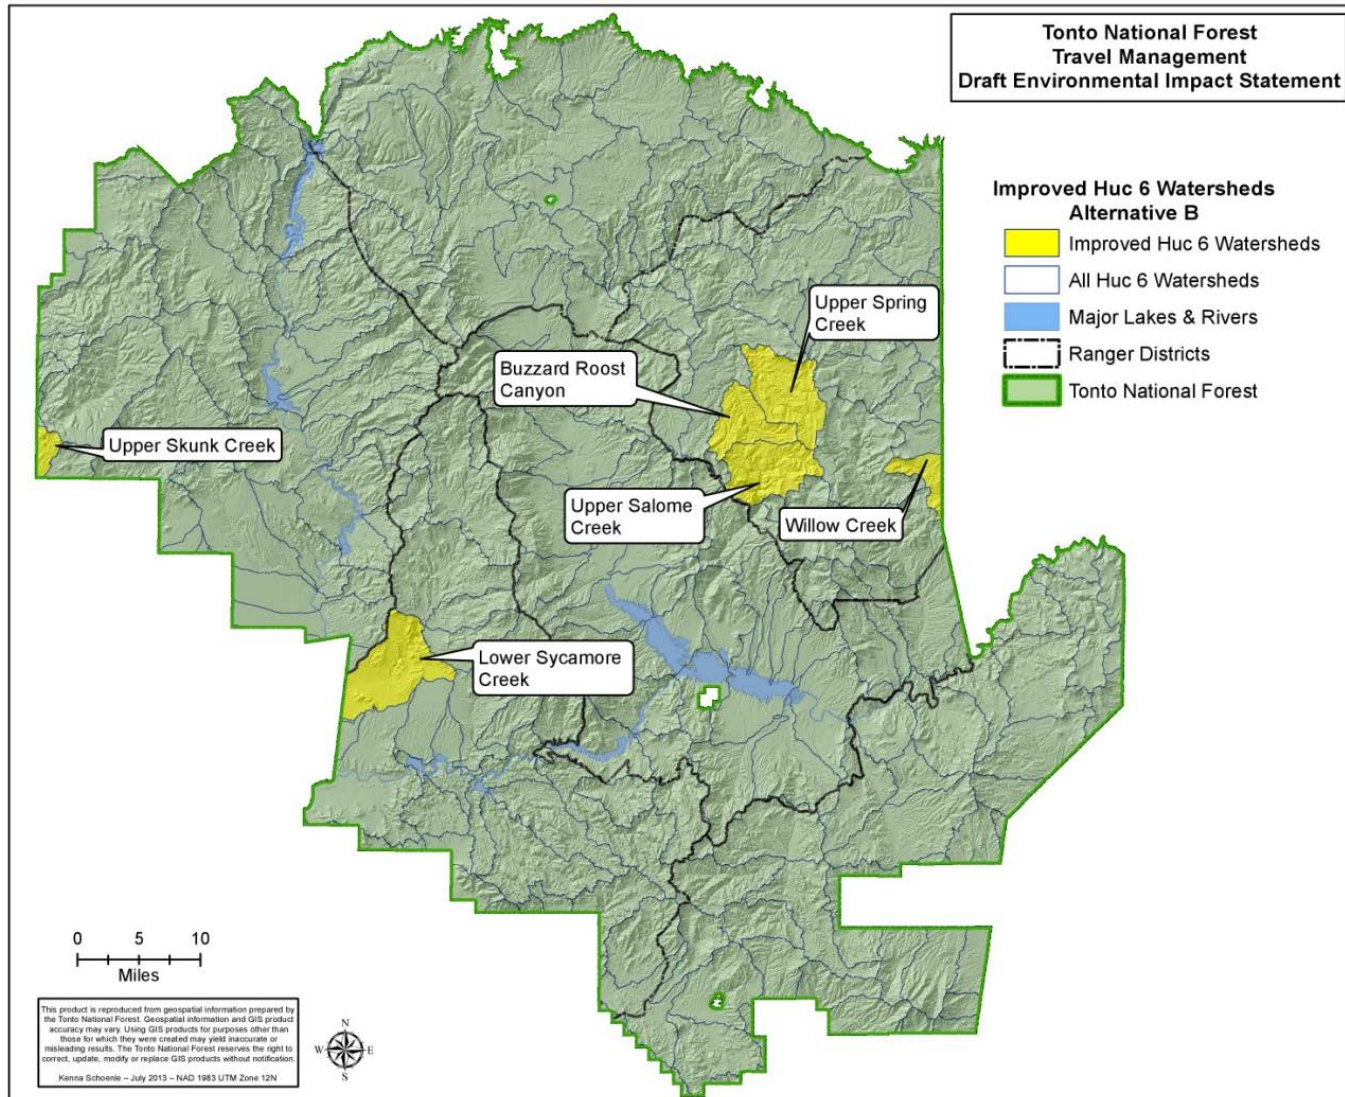 Tonto National Forest
Travel Management
Draft Environmental Impact Statement
Improved Huc 6 Watersheds
Alternative B
Improved Huc 6 Watersheds
All Huc 6 Watersheds
Major Lakes & Rivers
Ranger Districts
Tonto National Forest
Upper Spring
Creek
Buzzard Roost
Canyon
Upper Skunk Creek
Upper Salome
Creek
Willow Creek
Lower Sycamore
Creek
0 5 10
Miles
This product is reproduced from geospatial information prepared by
the Tonto National Forest. Geospatial information and GIS product
accuracy may vary. Using GIS products for purposes other than
those for which they were created may yield inaccurate or
misleading results. The Tonto National Forest reserves the right to
correct, update, modify or replace GIS products without notification.
Kenna Schoenle – July 2013 – NAD 1983 UTM Zone 12N
N
W E
S